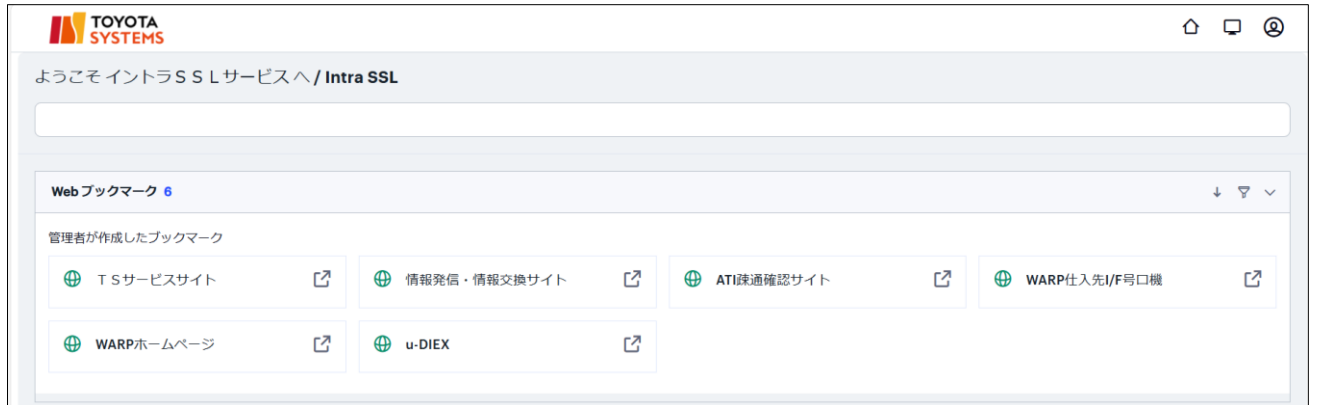 TOYOTA
SYSTEMS
ようこそ イントラＳＳＬサービス へ / Intra SSL
Web ブックマーク 6
管理者が作成したブックマーク
ＴＳサービスサイト
情報発信・情報交換サイト
ATI疎通確認サイト
WARP仕入先I/F号口機
WARPホームページ
u-DIEX